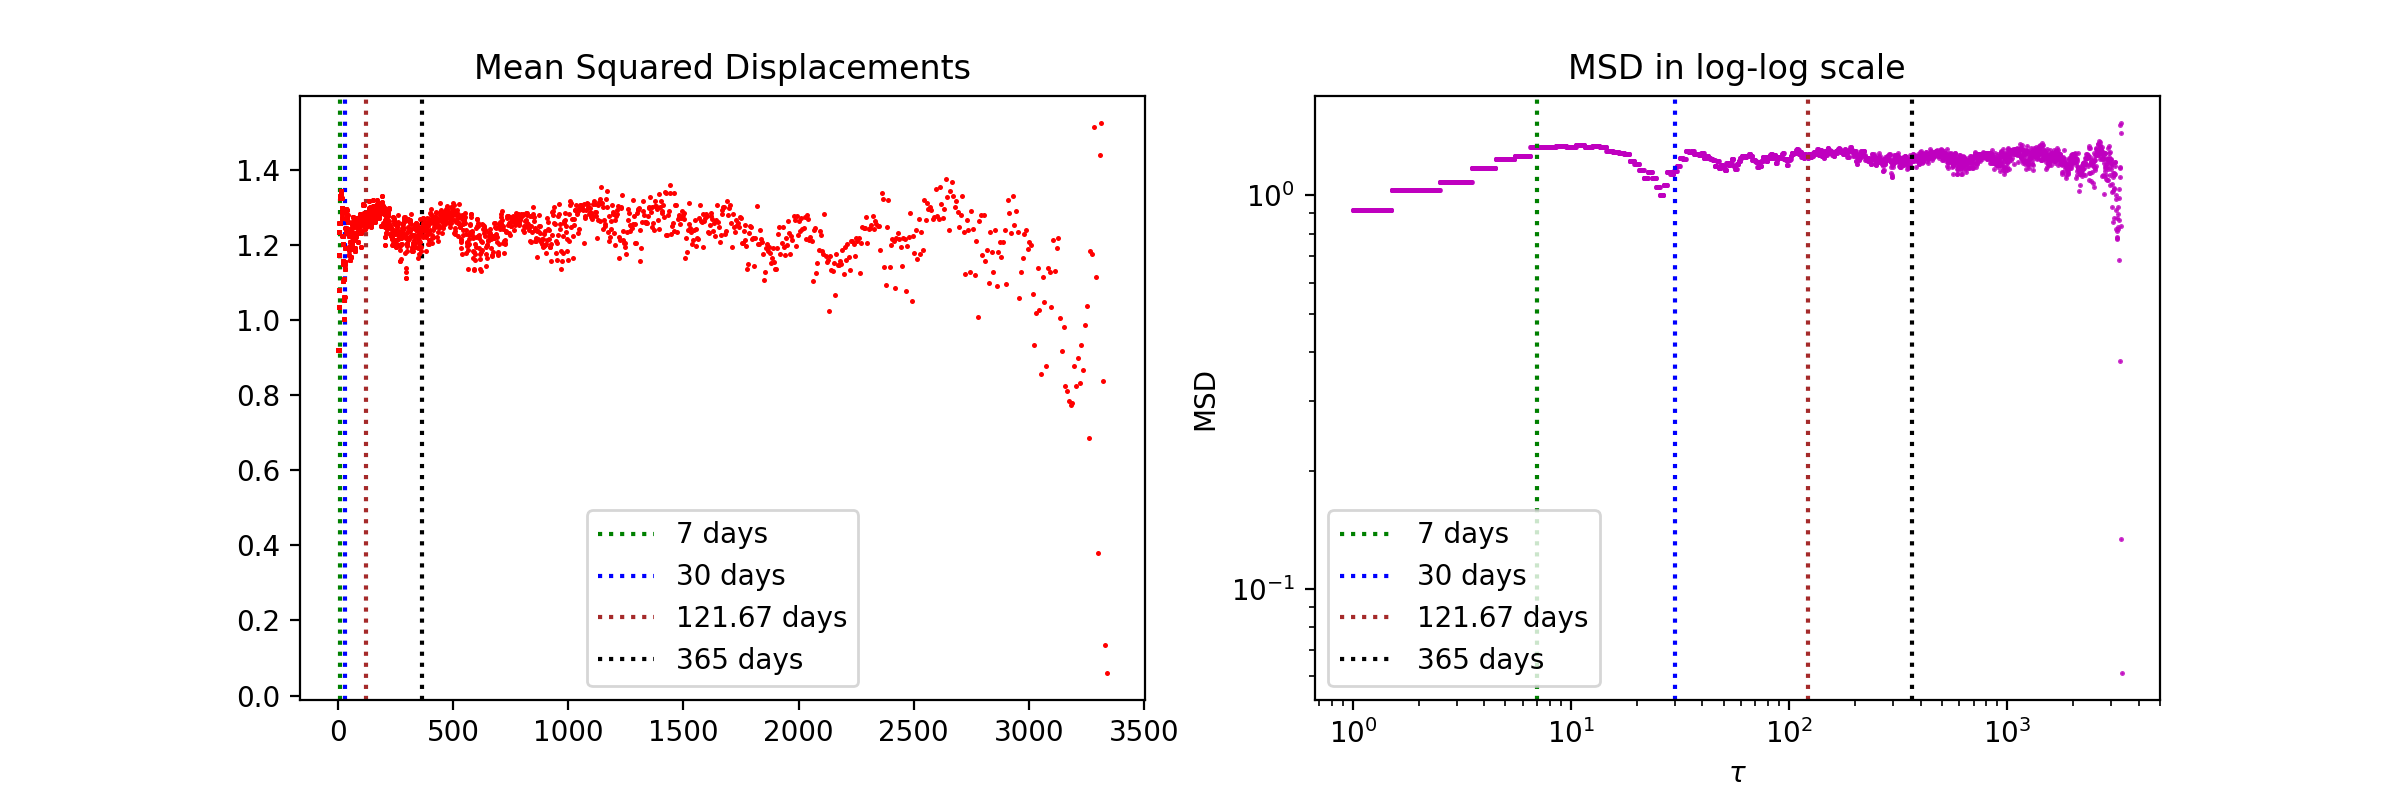 Mean Squared Displacements
1.4
1.2
1.0
0.8
0.6
0.4
0.2
0.0
0
500
1000
1500
2000
2500
3000
3500
7 days
30 days
121.67 days
365 days
MSD in log-log scale
MSD
10⁰
10⁻¹
10⁰
10¹
10²
10³
τ
7 days
30 days
121.67 days
365 days